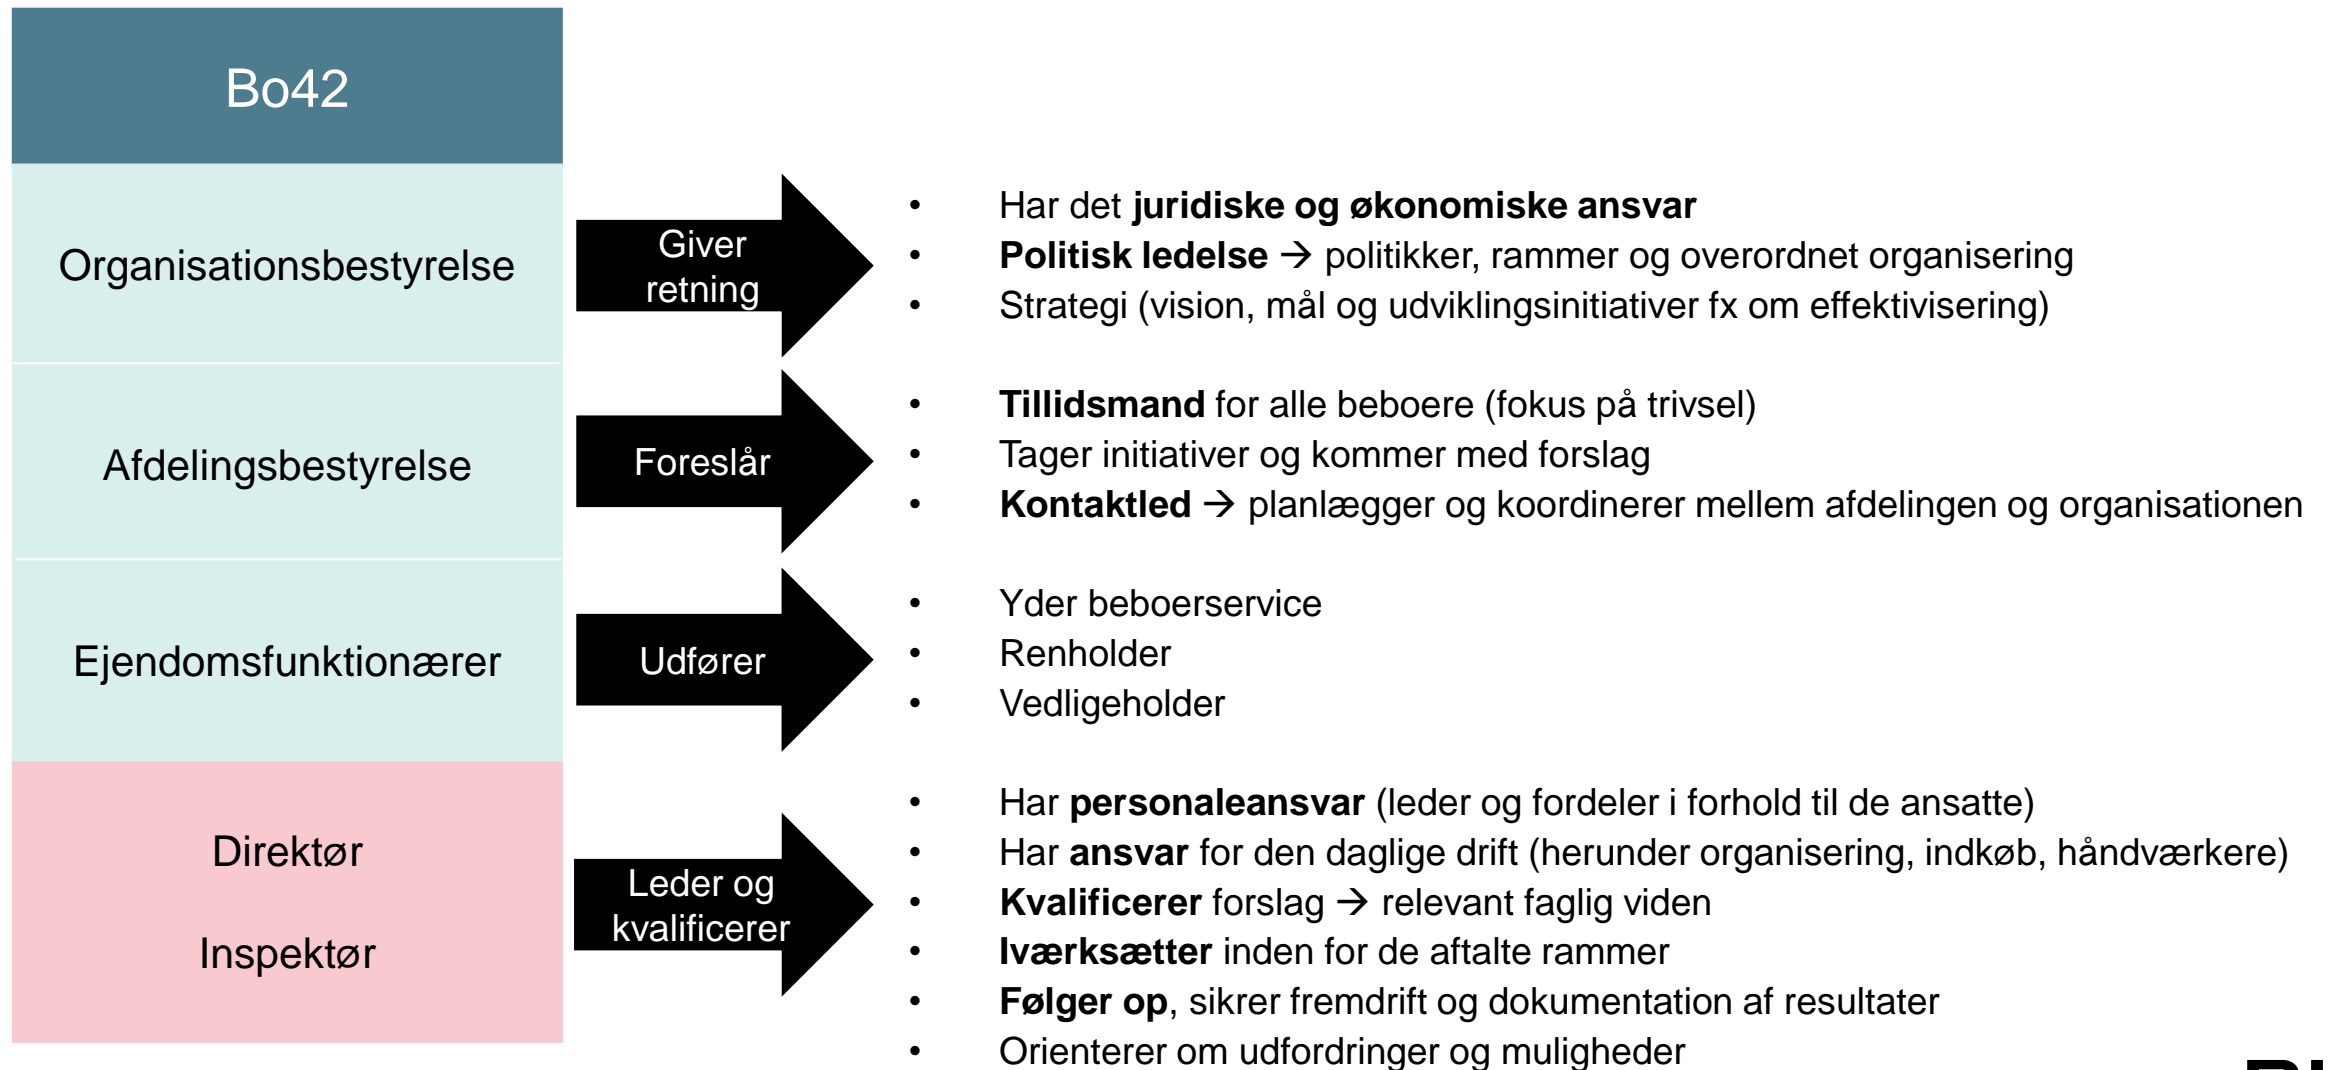 Bo42
Organisationsbestyrelse
Giver
retning
• Har det juridiske og økonomiske ansvar
• Politisk ledelse → politikker, rammer og overordnet organisering
• Strategi (vision, mål og udviklingsinitiativer fx om effektivisering)
Afdelingsbestyrelse
Foreslår
• Tillidsmand for alle beboere (fokus på trivsel)
• Tager initiativer og kommer med forslag
• Kontaktled → planlægger og koordinerer mellem afdelingen og organisationen
Ejendomsfunktionærer
Udfører
• Yder beboerservice
• Renholder
• Vedligeholder
Direktør
Inspektør
Leder og
kvalificerer
• Har personaleansvar (leder og fordeler i forhold til de ansatte)
• Har ansvar for den daglige drift (herunder organisering, indkøb, håndværkere)
• Kvalificerer forslag → relevant faglig viden
• Iværksætter inden for de aftalte rammer
• Følger op, sikrer fremdrift og dokumentation af resultater
• Orienterer om udfordringer og muligheder